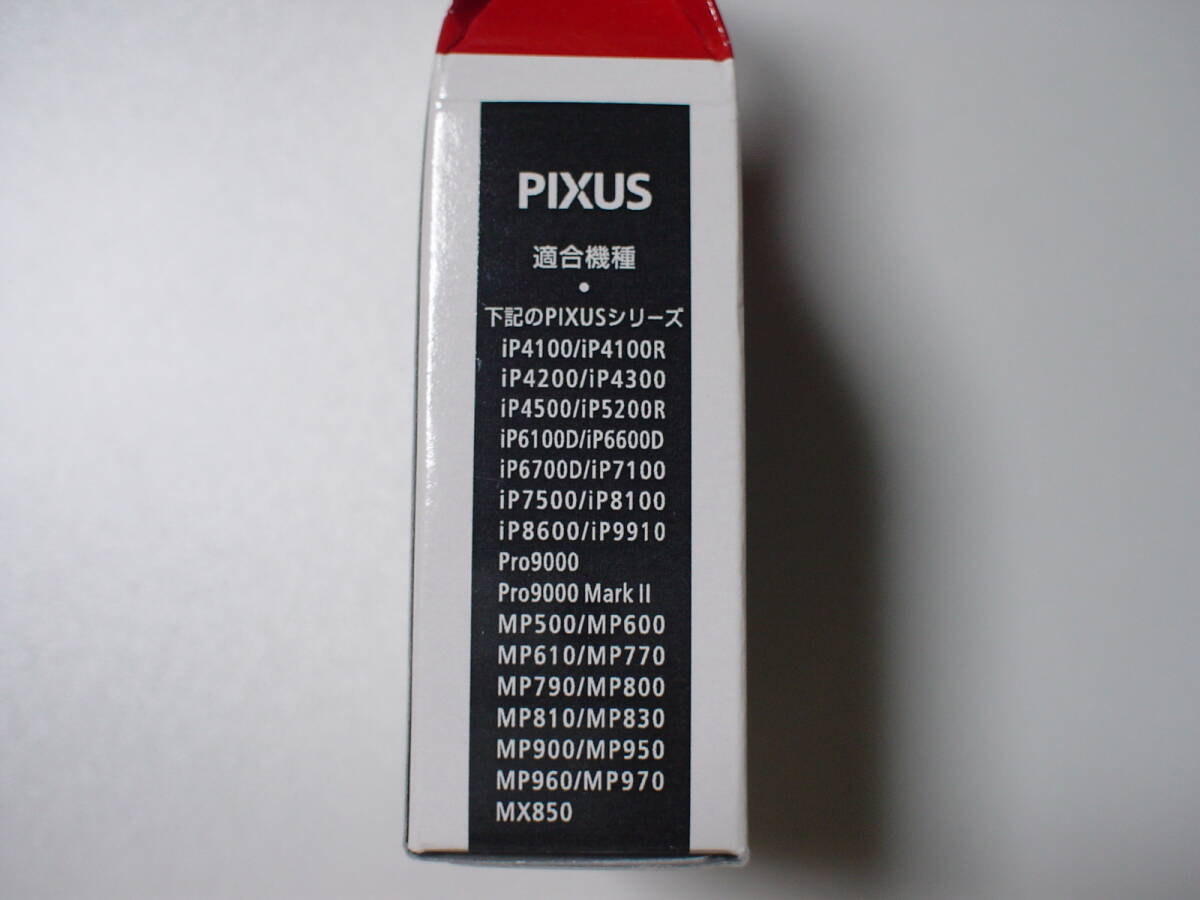 PIXUS
適合機種
●
下記のPIXUSシリーズ
iP4100/iP4100R
iP4200/iP4300
iP4500/iP5200R
iP6100D/iP6600D
iP6700D/iP7100
iP7500/iP8100
iP8600/iP9910
Pro9000
Pro9000 Mark II
MP500/MP600
MP610/MP770
MP790/MP800
MP810/MP830
MP900/MP950
MP960/MP970
MX850